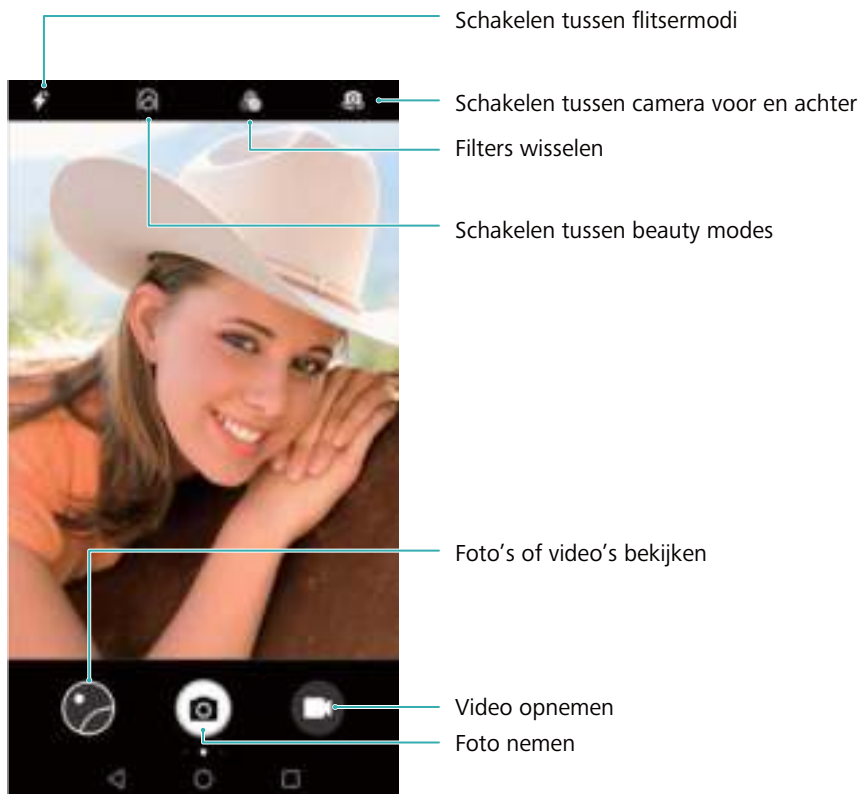 Schakelen tussen flitsermodi
Schakelen tussen camera voor en achter
Filters wisselen
Schakelen tussen beauty modes
Foto's of video's bekijken
Video opnemen
Foto nemen